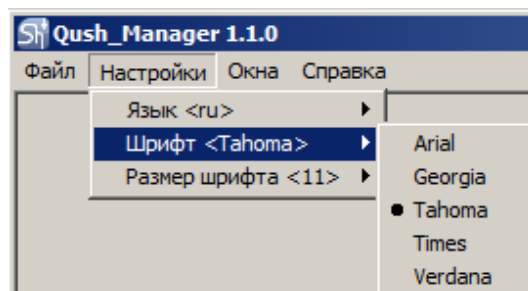 Sh Qush_Manager 1.1.0
Файл Настройки Окна Справка
Язык <ru>
Шрифт <Tahoma>
Размер шрифта <11>
Arial
Georgia
Tahoma
Times
Verdana